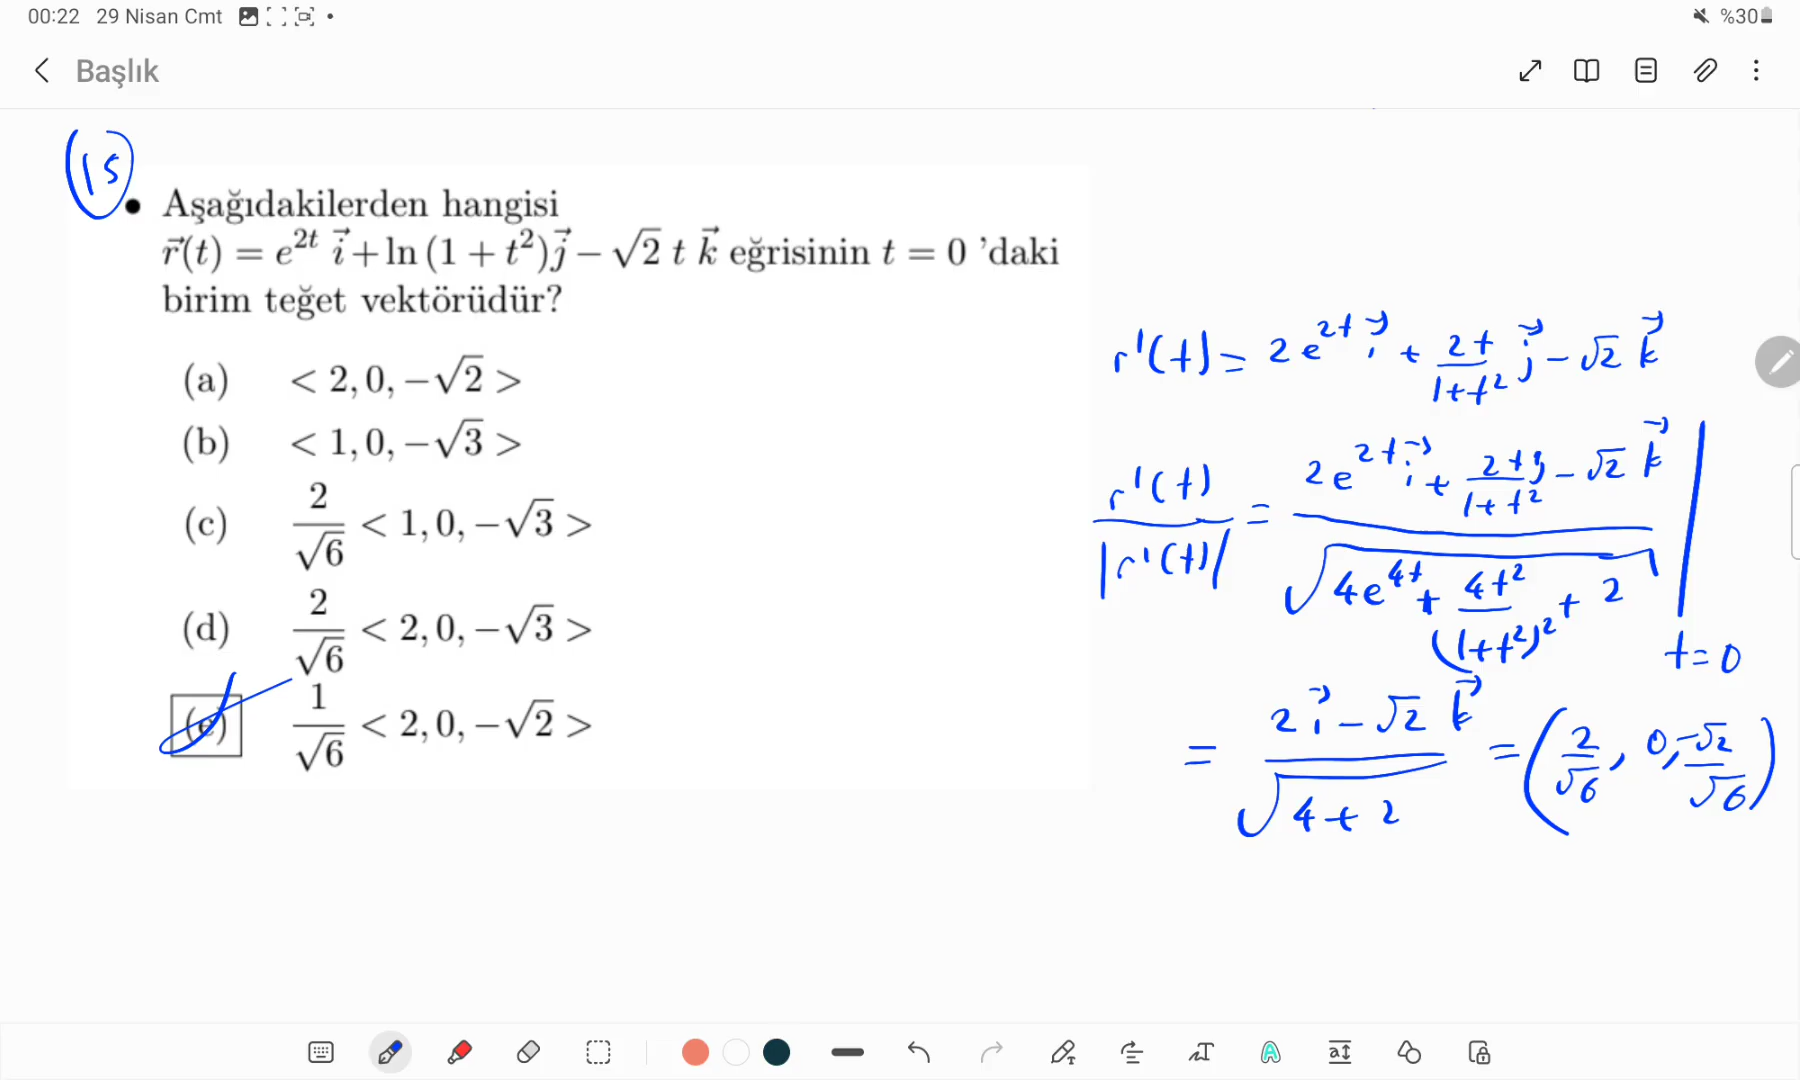 00:22 29 Nisan Cmt
%30
Başlık
15
• Aşağıdakilerden hangisi
r⃗(t) = e^{2t} i⃗ + ln (1 + t²)j⃗ − √2 t k⃗ eğrisinin t = 0 ’daki
birim teğet vektörüdür?
(a) < 2, 0, −√2 >
(b) < 1, 0, −√3 >
(c) 2/√6 < 1, 0, −√3 >
(d) 2/√6 < 2, 0, −√3 >
(e) 1/√6 < 2, 0, −√2 >
r'(t) = 2e^{2t} i⃗ + 2t/(1+t²) j⃗ − √2 k⃗
r'(t)/|r'(t)| = (2e^{2t} i⃗ + 2t/(1+t²) j − √2 k⃗)/√(4e^{4t} + 4t²/(1+t²)² + 2) | t=0
= (2i⃗ − √2 k⃗)/√(4+2) = (2/√6, 0, −√2/√6)